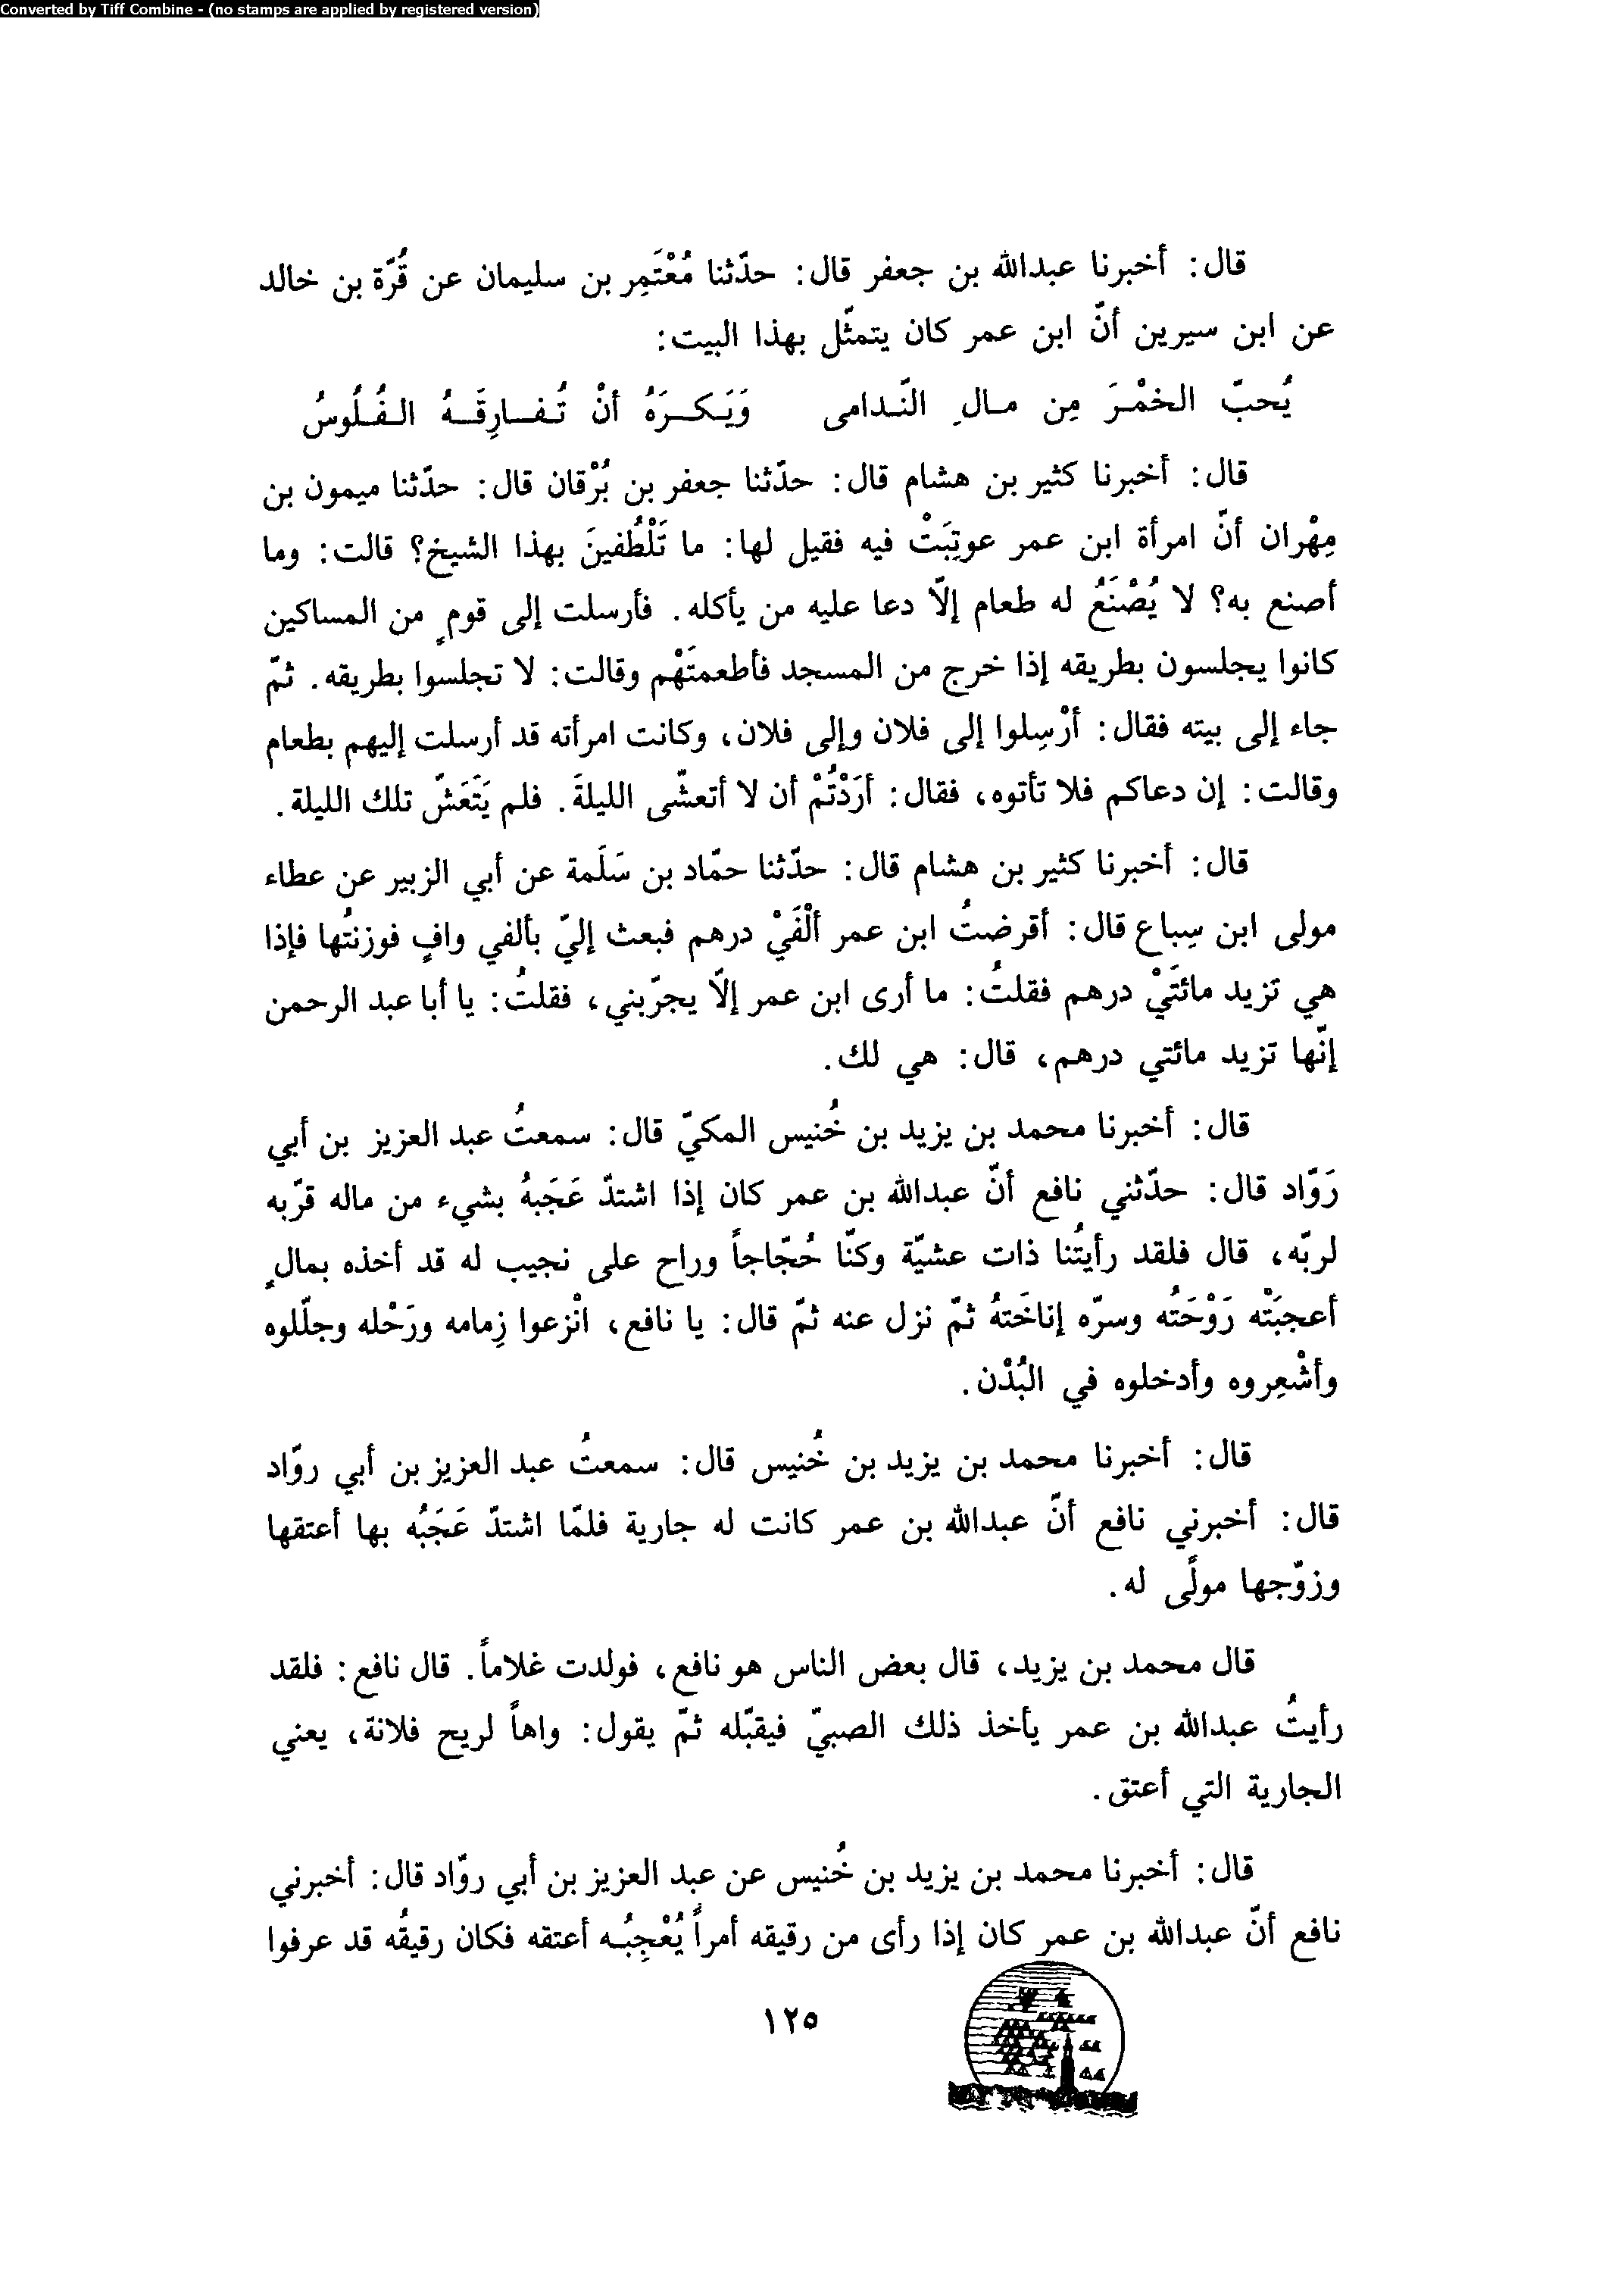 Converted by Tiff Combine - (no stamps are applied by registered version)
قال: أخبرنا عبدالله بن جعفر قال: حدّثنا مُعْتَمِر بن سليمان عن قُرّة بن خالد
عن ابن سيرين أنّ ابن عمر كان يتمثّل بهذا البيت:
يُحبّ الخمْرَ مِن مالِ النّدامى وَيَكرَهُ أنْ تُفارِقَهُ الفُلُوسُ
قال: أخبرنا كثير بن هشام قال: حدّثنا جعفر بن بُرْقان قال: حدّثنا ميمون بن
مِهْران أنّ امرأة ابن عمر عوتِبَتْ فيه فقيل لها: ما تَلْطُفينَ بهذا الشيخ؟ قالت: وما
أصنع به؟ لا يُصْنَعُ له طعام إلاّ دعا عليه من يأكله. فأرسلت إلى قومٍ من المساكين
كانوا يجلسون بطريقه إذا خرج من المسجد فأطعمتَهْم وقالت: لا تجلسوا بطريقه. ثمّ
جاء إلى بيته فقال: أرْسِلوا إلى فلان وإلى فلان، وكانت امرأته قد أرسلت إليهم بطعام
وقالت: إن دعاكم فلا تأتوه، فقال: أرَدْتُمْ أن لا أتعشّى الليلةَ. فلم يَتَعَشّ تلك الليلة.
قال: أخبرنا كثير بن هشام قال: حدّثنا حمّاد بن سَلَمة عن أبي الزبير عن عطاء
مولى ابن سِباع قال: أقرضتُ ابن عمر ألْفَيْ درهم فبعث إليّ بألفي وافٍ فوزنتُها فإذا
هي تزيد مائتَيْ درهم فقلتُ: ما أرى ابن عمر إلاّ يجرّبني، فقلتُ: يا أبا عبد الرحمن
إنّها تزيد مائتي درهم، قال: هي لك.
قال: أخبرنا محمد بن يزيد بن خُنيس المكيّ قال: سمعتُ عبد العزيز بن أبي
رَوّاد قال: حدّثني نافع أنّ عبدالله بن عمر كان إذا اشتدّ عَجَبهُ بشيء من ماله قرّبه
لربّه، قال فلقد رأيتُنا ذات عشيّة وكنّا حُجّاجاً وراح على نجيب له قد أخذه بمالٍ
أعجبَتْه رَوْحَتُه وسرّه إناخَتهُ ثمّ نزل عنه ثمّ قال: يا نافع، انْزعوا زِمامه ورَحْله وجلّلوه
وأشْعِروه وأدخلوه في البُدْن.
قال: أخبرنا محمد بن يزيد بن خُنيس قال: سمعتُ عبد العزيز بن أبي روّاد
قال: أخبرني نافع أنّ عبدالله بن عمر كانت له جارية فلمّا اشتدّ عَجَبُه بها أعتقها
وزوّجها مولًى له.
قال محمد بن يزيد، قال بعض الناس هو نافع، فولدت غلاماً. قال نافع: فلقد
رأيتُ عبدالله بن عمر يأخذ ذلك الصبيّ فيقبّله ثمّ يقول: واهاً لريح فلانة، يعني
الجارية التي أعتق.
قال: أخبرنا محمد بن يزيد بن خُنيس عن عبد العزيز بن أبي روّاد قال: أخبرني
نافع أنّ عبدالله بن عمر كان إذا رأى من رقيقه أمراً يُعْجِبُه أعتقه فكان رقيقُه قد عرفوا
١٢٥